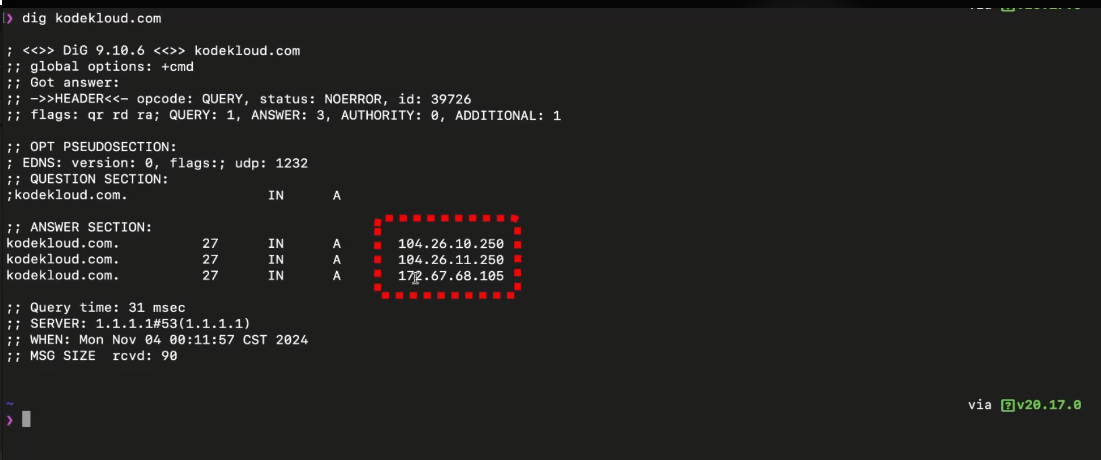 ❯ dig kodekloud.com
; <<>> DiG 9.10.6 <<>> kodekloud.com
;; global options: +cmd
;; Got answer:
;; ->>HEADER<<- opcode: QUERY, status: NOERROR, id: 39726
;; flags: qr rd ra; QUERY: 1, ANSWER: 3, AUTHORITY: 0, ADDITIONAL: 1
;; OPT PSEUDOSECTION:
; EDNS: version: 0, flags:; udp: 1232
;; QUESTION SECTION:
;kodekloud.com. IN A
;; ANSWER SECTION:
kodekloud.com. 27 IN A 104.26.10.250
kodekloud.com. 27 IN A 104.26.11.250
kodekloud.com. 27 IN A 172.67.68.105
;; Query time: 31 msec
;; SERVER: 1.1.1.1#53(1.1.1.1)
;; WHEN: Mon Nov 04 00:11:57 CST 2024
;; MSG SIZE rcvd: 90
~ via [?]v20.17.0
❯